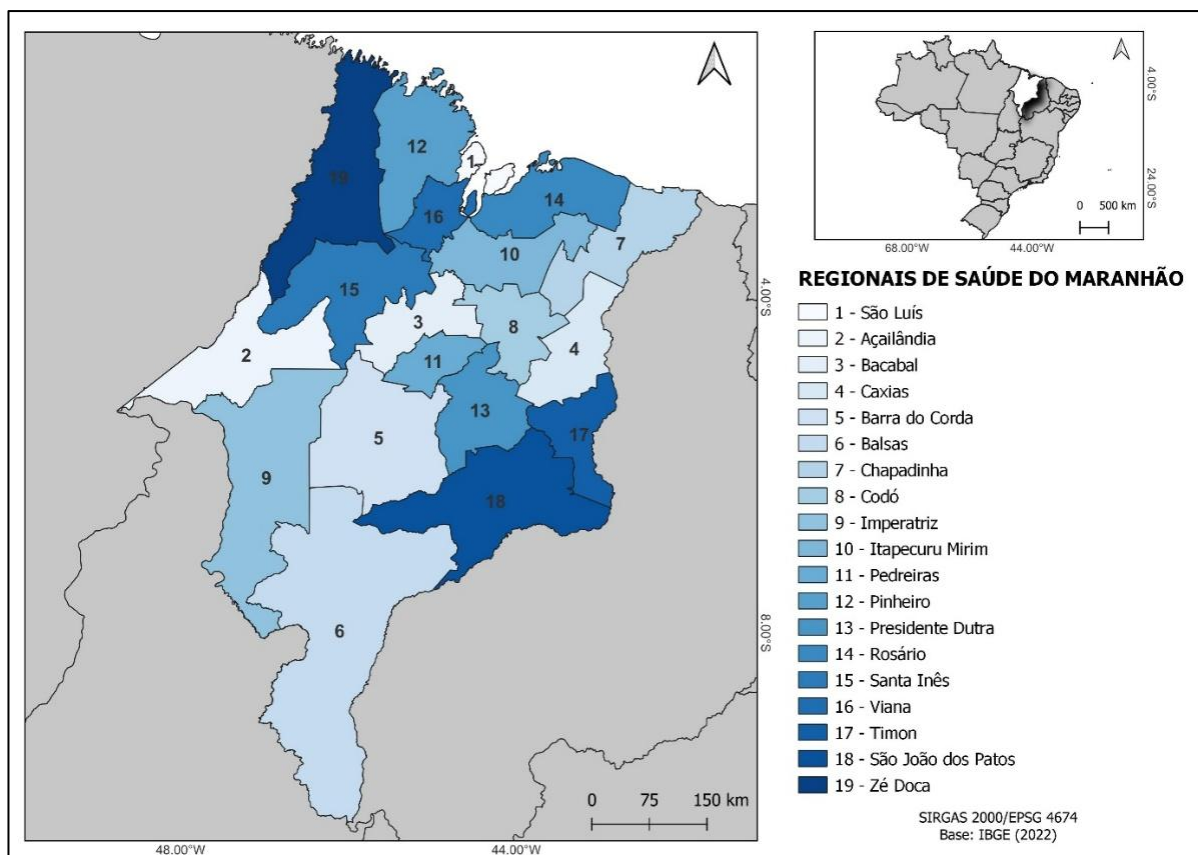 19
12
1
16
14
7
10
15
3
8
4
2
11
13
17
5
9
18
6
4.00°S
8.00°S
48.00°W
44.00°W
0 75 150 km
4.00°S
24.00°S
0 500 km
68.00°W
44.00°W
REGIONAIS DE SAÚDE DO MARANHÃO
1 - São Luís
2 - Açailândia
3 - Bacabal
4 - Caxias
5 - Barra do Corda
6 - Balsas
7 - Chapadinha
8 - Codó
9 - Imperatriz
10 - Itapecuru Mirim
11 - Pedreiras
12 - Pinheiro
13 - Presidente Dutra
14 - Rosário
15 - Santa Inês
16 - Viana
17 - Timon
18 - São João dos Patos
19 - Zé Doca
SIRGAS 2000/EPSG 4674
Base: IBGE (2022)